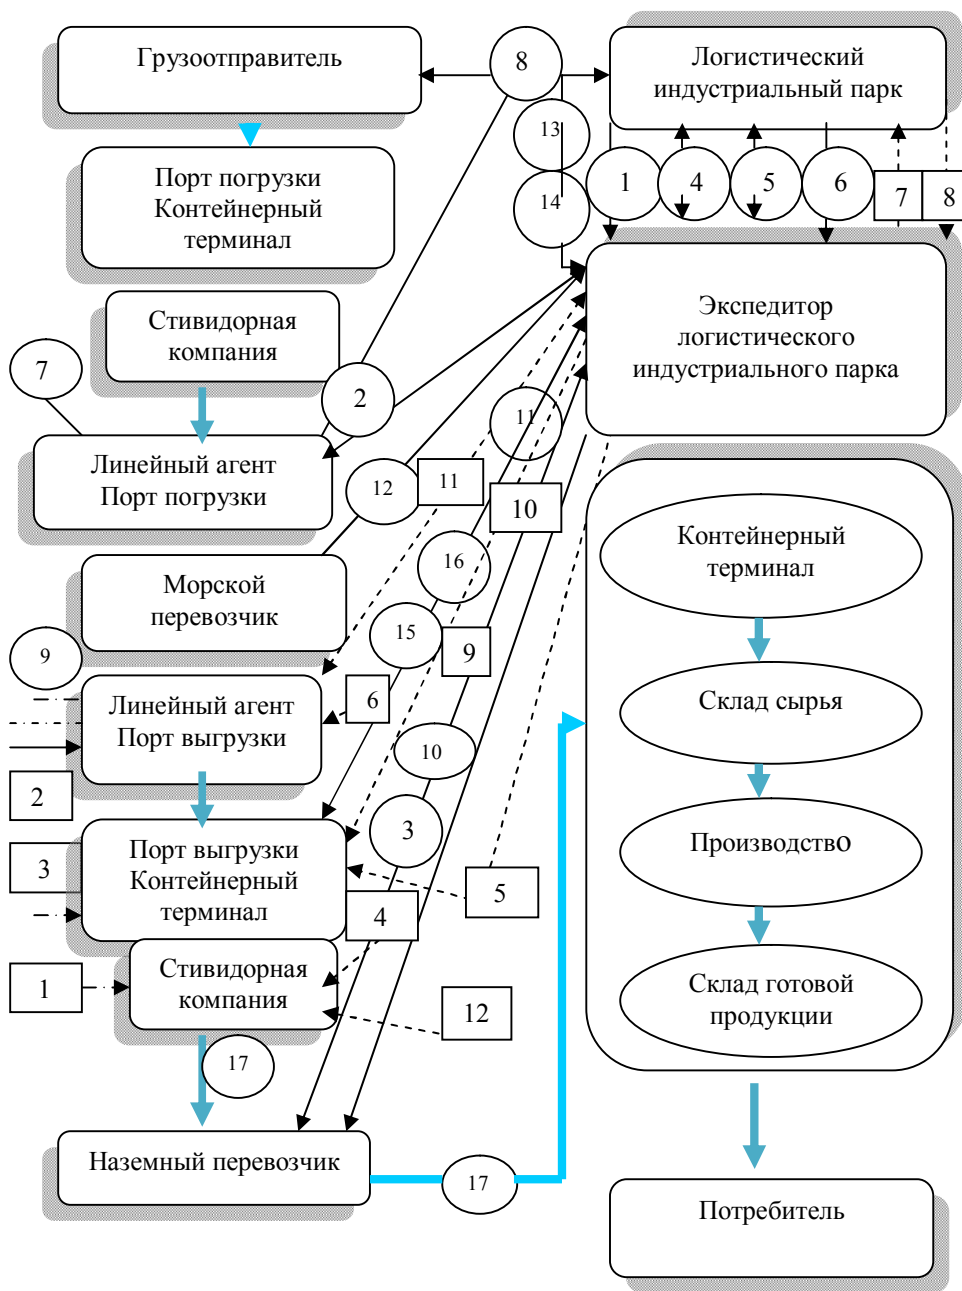 Грузоотправитель
8
Логистический
индустриальный парк
13
14
1
4
5
6
7
8
Порт погрузки
Контейнерный
терминал
Стивидорная
компания
7
2
Экспедитор
логистического
индустриального парка
Линейный агент
Порт погрузки
12
11
11
10
16
Морской
перевозчик
15
9
9
6
Линейный агент
Порт выгрузки
10
2
3
3
Порт выгрузки
Контейнерный
терминал
4
5
1
Стивидорная
компания
12
17
Наземный перевозчик
17
Контейнерный
терминал
Склад сырья
Производство
Склад готовой
продукции
Потребитель